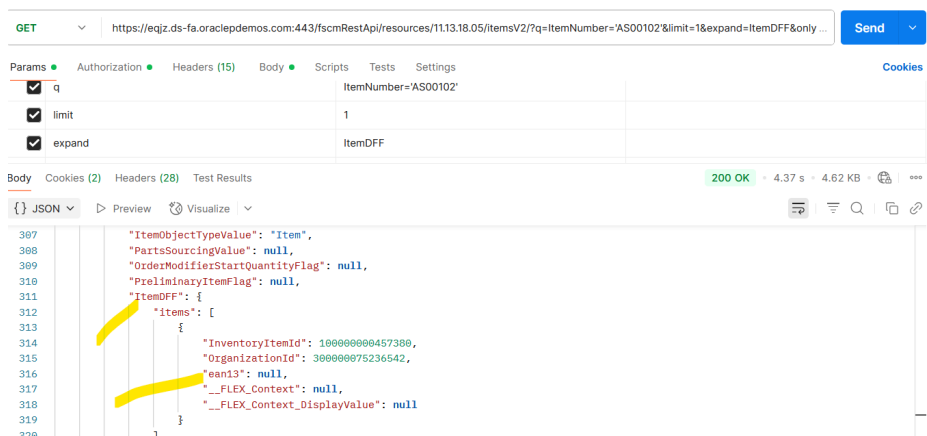 GET https://eqjz.ds-fa.oraclepdemos.com:443/fscmRestApi/resources/11.13.18.05/itemsV2/?q=ItemNumber='AS00102'&limit=1&expand=ItemDFF&only ... Send
Params Authorization Headers (15) Body Scripts Tests Settings Cookies
q ItemNumber='AS00102'
limit 1
expand ItemDFF
Body Cookies (2) Headers (28) Test Results 200 OK 4.37 s 4.62 KB
{} JSON Preview Visualize
307 "ItemObjectTypeValue": "Item",
308 "PartsSourcingValue": null,
309 "OrderModifierStartQuantityFlag": null,
310 "PreliminaryItemFlag": null,
311 "ItemDFF": {
312 "items": [
313 {
314 "InventoryItemId": 100000000457380,
315 "OrganizationId": 300000075236542,
316 "ean13": null,
317 "__FLEX_Context": null,
318 "__FLEX_Context_DisplayValue": null
319 }
320 ]